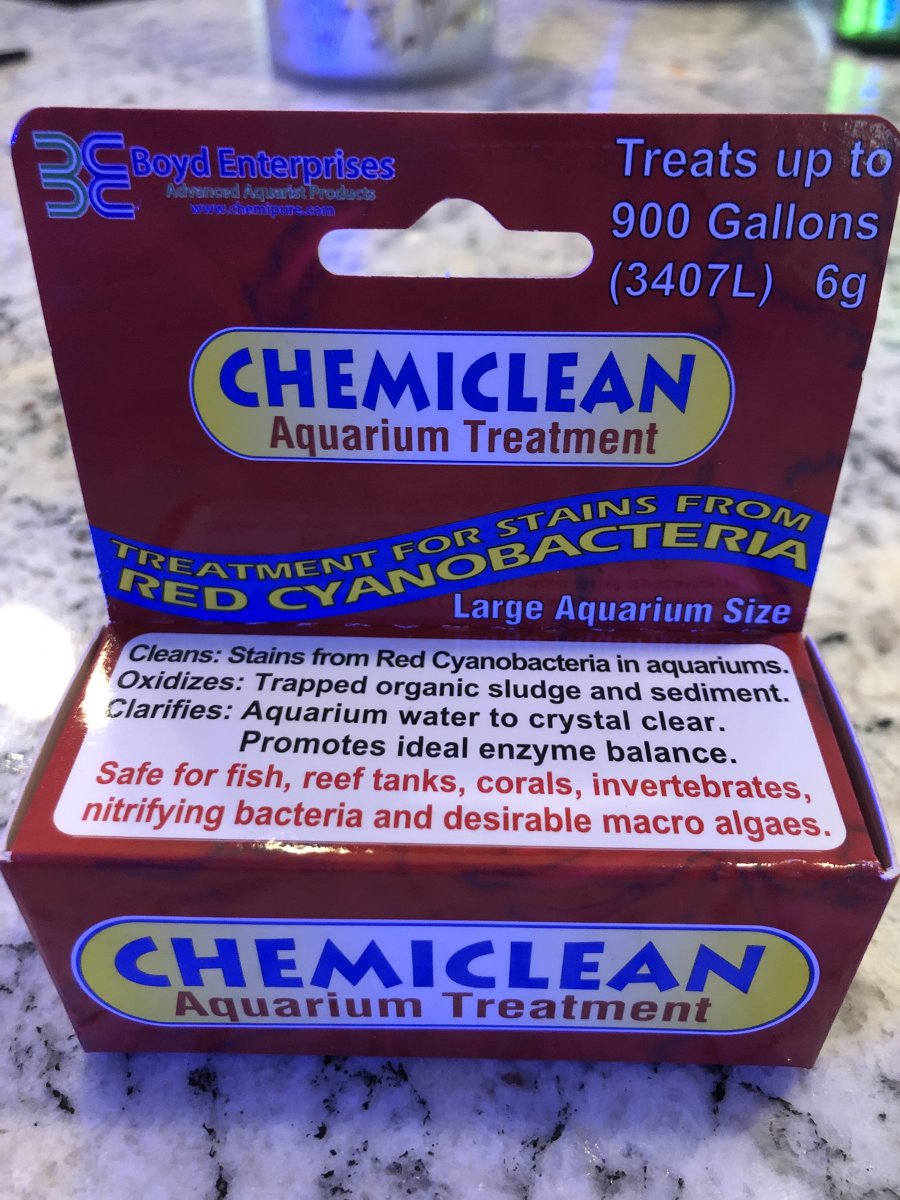 Boyd Enterprises
Advanced Aquarist Products
www.chemipure.com
Treats up to
900 Gallons
(3407L) 6g
CHEMICLEAN
Aquarium Treatment
TREATMENT FOR STAINS FROM
RED CYANOBACTERIA
Large Aquarium Size
Cleans: Stains from Red Cyanobacteria in aquariums.
Oxidizes: Trapped organic sludge and sediment.
Clarifies: Aquarium water to crystal clear.
Promotes ideal enzyme balance.
Safe for fish, reef tanks, corals, invertebrates,
nitrifying bacteria and desirable macro algaes.
CHEMICLEAN
Aquarium Treatment